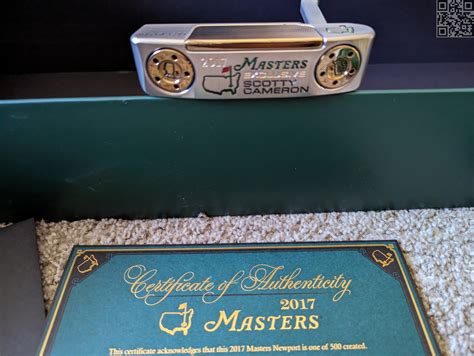 2017 MASTERS
EXCLUSIVE
SCOTTY
CAMERON
Certificate of Authenticity
2017
MASTERS
This certificate acknowledges that this 2017 Masters Newport is one of 500 created.